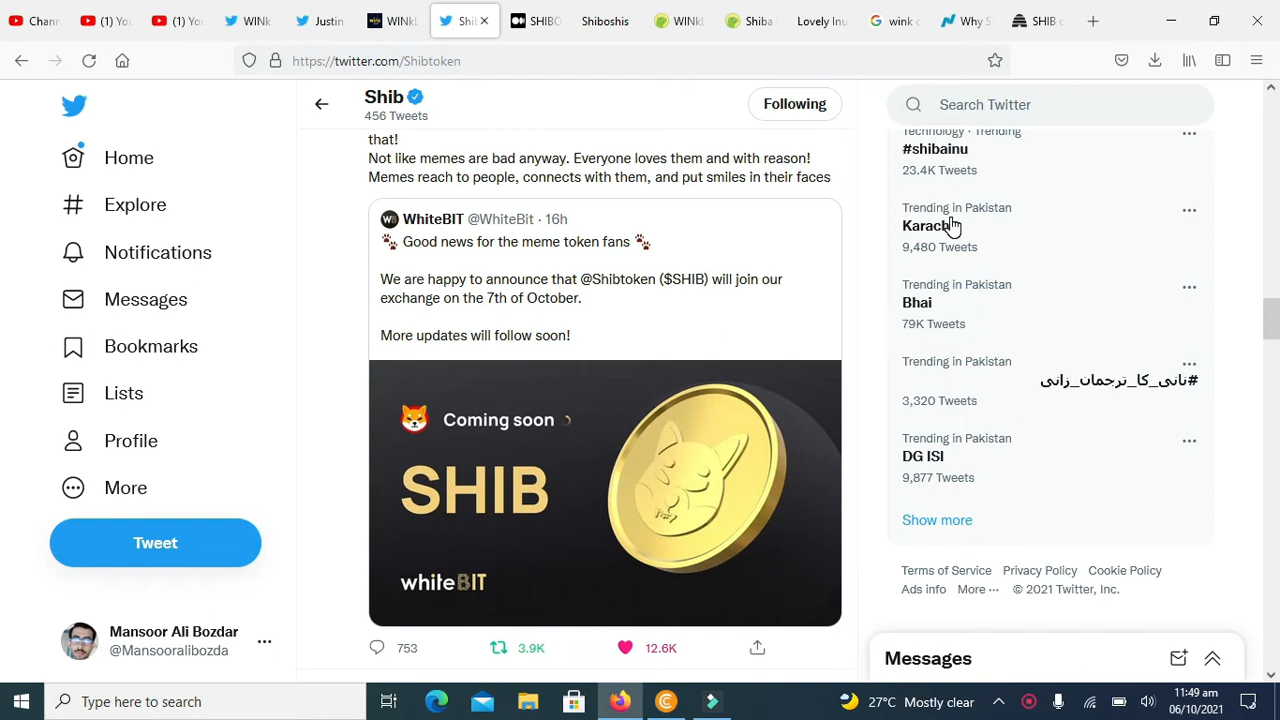 Chann
(1) You
(1) You
WINk
Justin
WINKL
Shi
SHIBO
Shiboshis
WINK
Shiba
Lovely Inu
wink c
Why S
SHIB c
https://twitter.com/Shibtoken
Home
Explore
Notifications
Messages
Bookmarks
Lists
Profile
More
Tweet
Mansoor Ali Bozdar
@Mansooralibozda
Shib
456 Tweets
Following
that!
Not like memes are bad anyway. Everyone loves them and with reason!
Memes reach to people, connects with them, and put smiles in their faces
WhiteBIT @WhiteBit · 16h
🐾 Good news for the meme token fans 🐾
We are happy to announce that @Shibtoken ($SHIB) will join our
exchange on the 7th of October.
More updates will follow soon!
Coming soon
SHIB
whiteBIT
753
3.9K
12.6K
Search Twitter
Technology · Trending
#shibainu
23.4K Tweets
Trending in Pakistan
Karachi
9,480 Tweets
Trending in Pakistan
Bhai
79K Tweets
Trending in Pakistan
#نانی_کا_ترجمان_زانی
3,320 Tweets
Trending in Pakistan
DG ISI
9,877 Tweets
Show more
Terms of Service Privacy Policy Cookie Policy
Ads info More ··· © 2021 Twitter, Inc.
Messages
Type here to search
27°C Mostly clear
11:49 am
06/10/2021